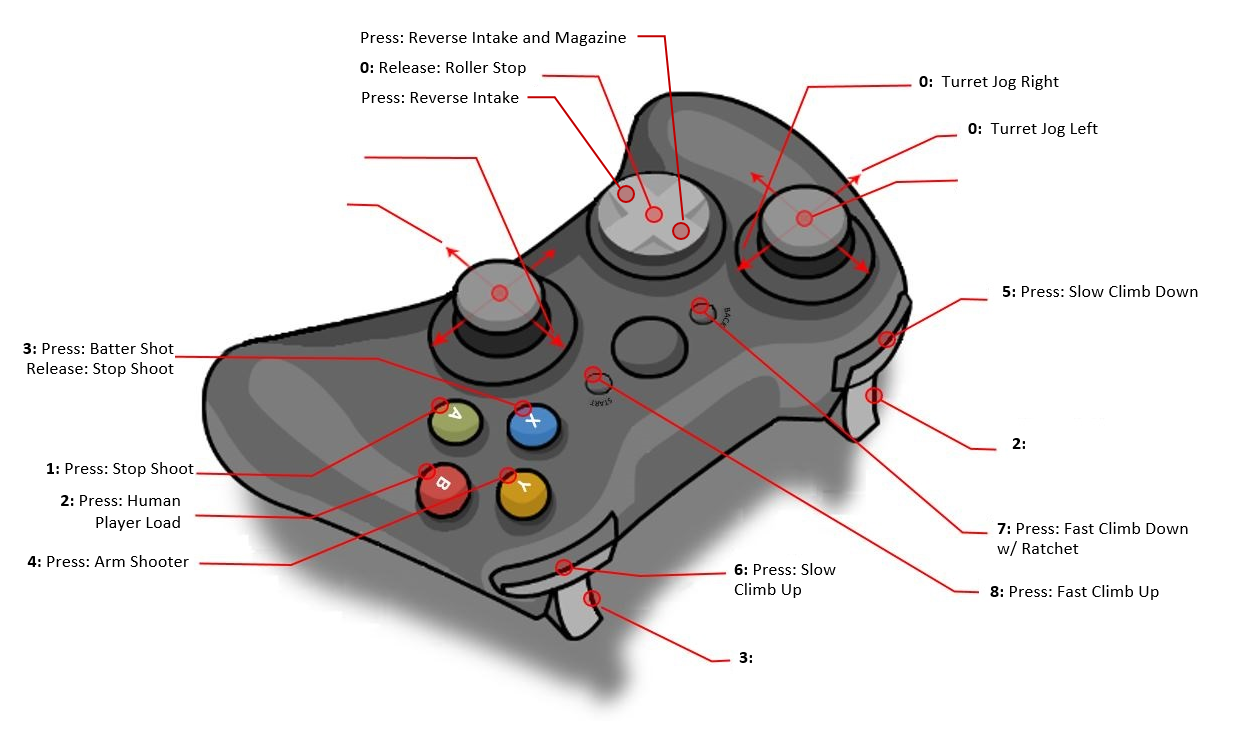 Press: Reverse Intake and Magazine
0: Release: Roller Stop
Press: Reverse Intake
0: Turret Jog Right
0: Turret Jog Left
5: Press: Slow Climb Down
3: Press: Batter Shot
Release: Stop Shoot
BACK
START
A
X
B
Y
1: Press: Stop Shoot
2: Press: Human
Player Load
4: Press: Arm Shooter
2:
7: Press: Fast Climb Down
w/ Ratchet
6: Press: Slow
Climb Up
8: Press: Fast Climb Up
3: